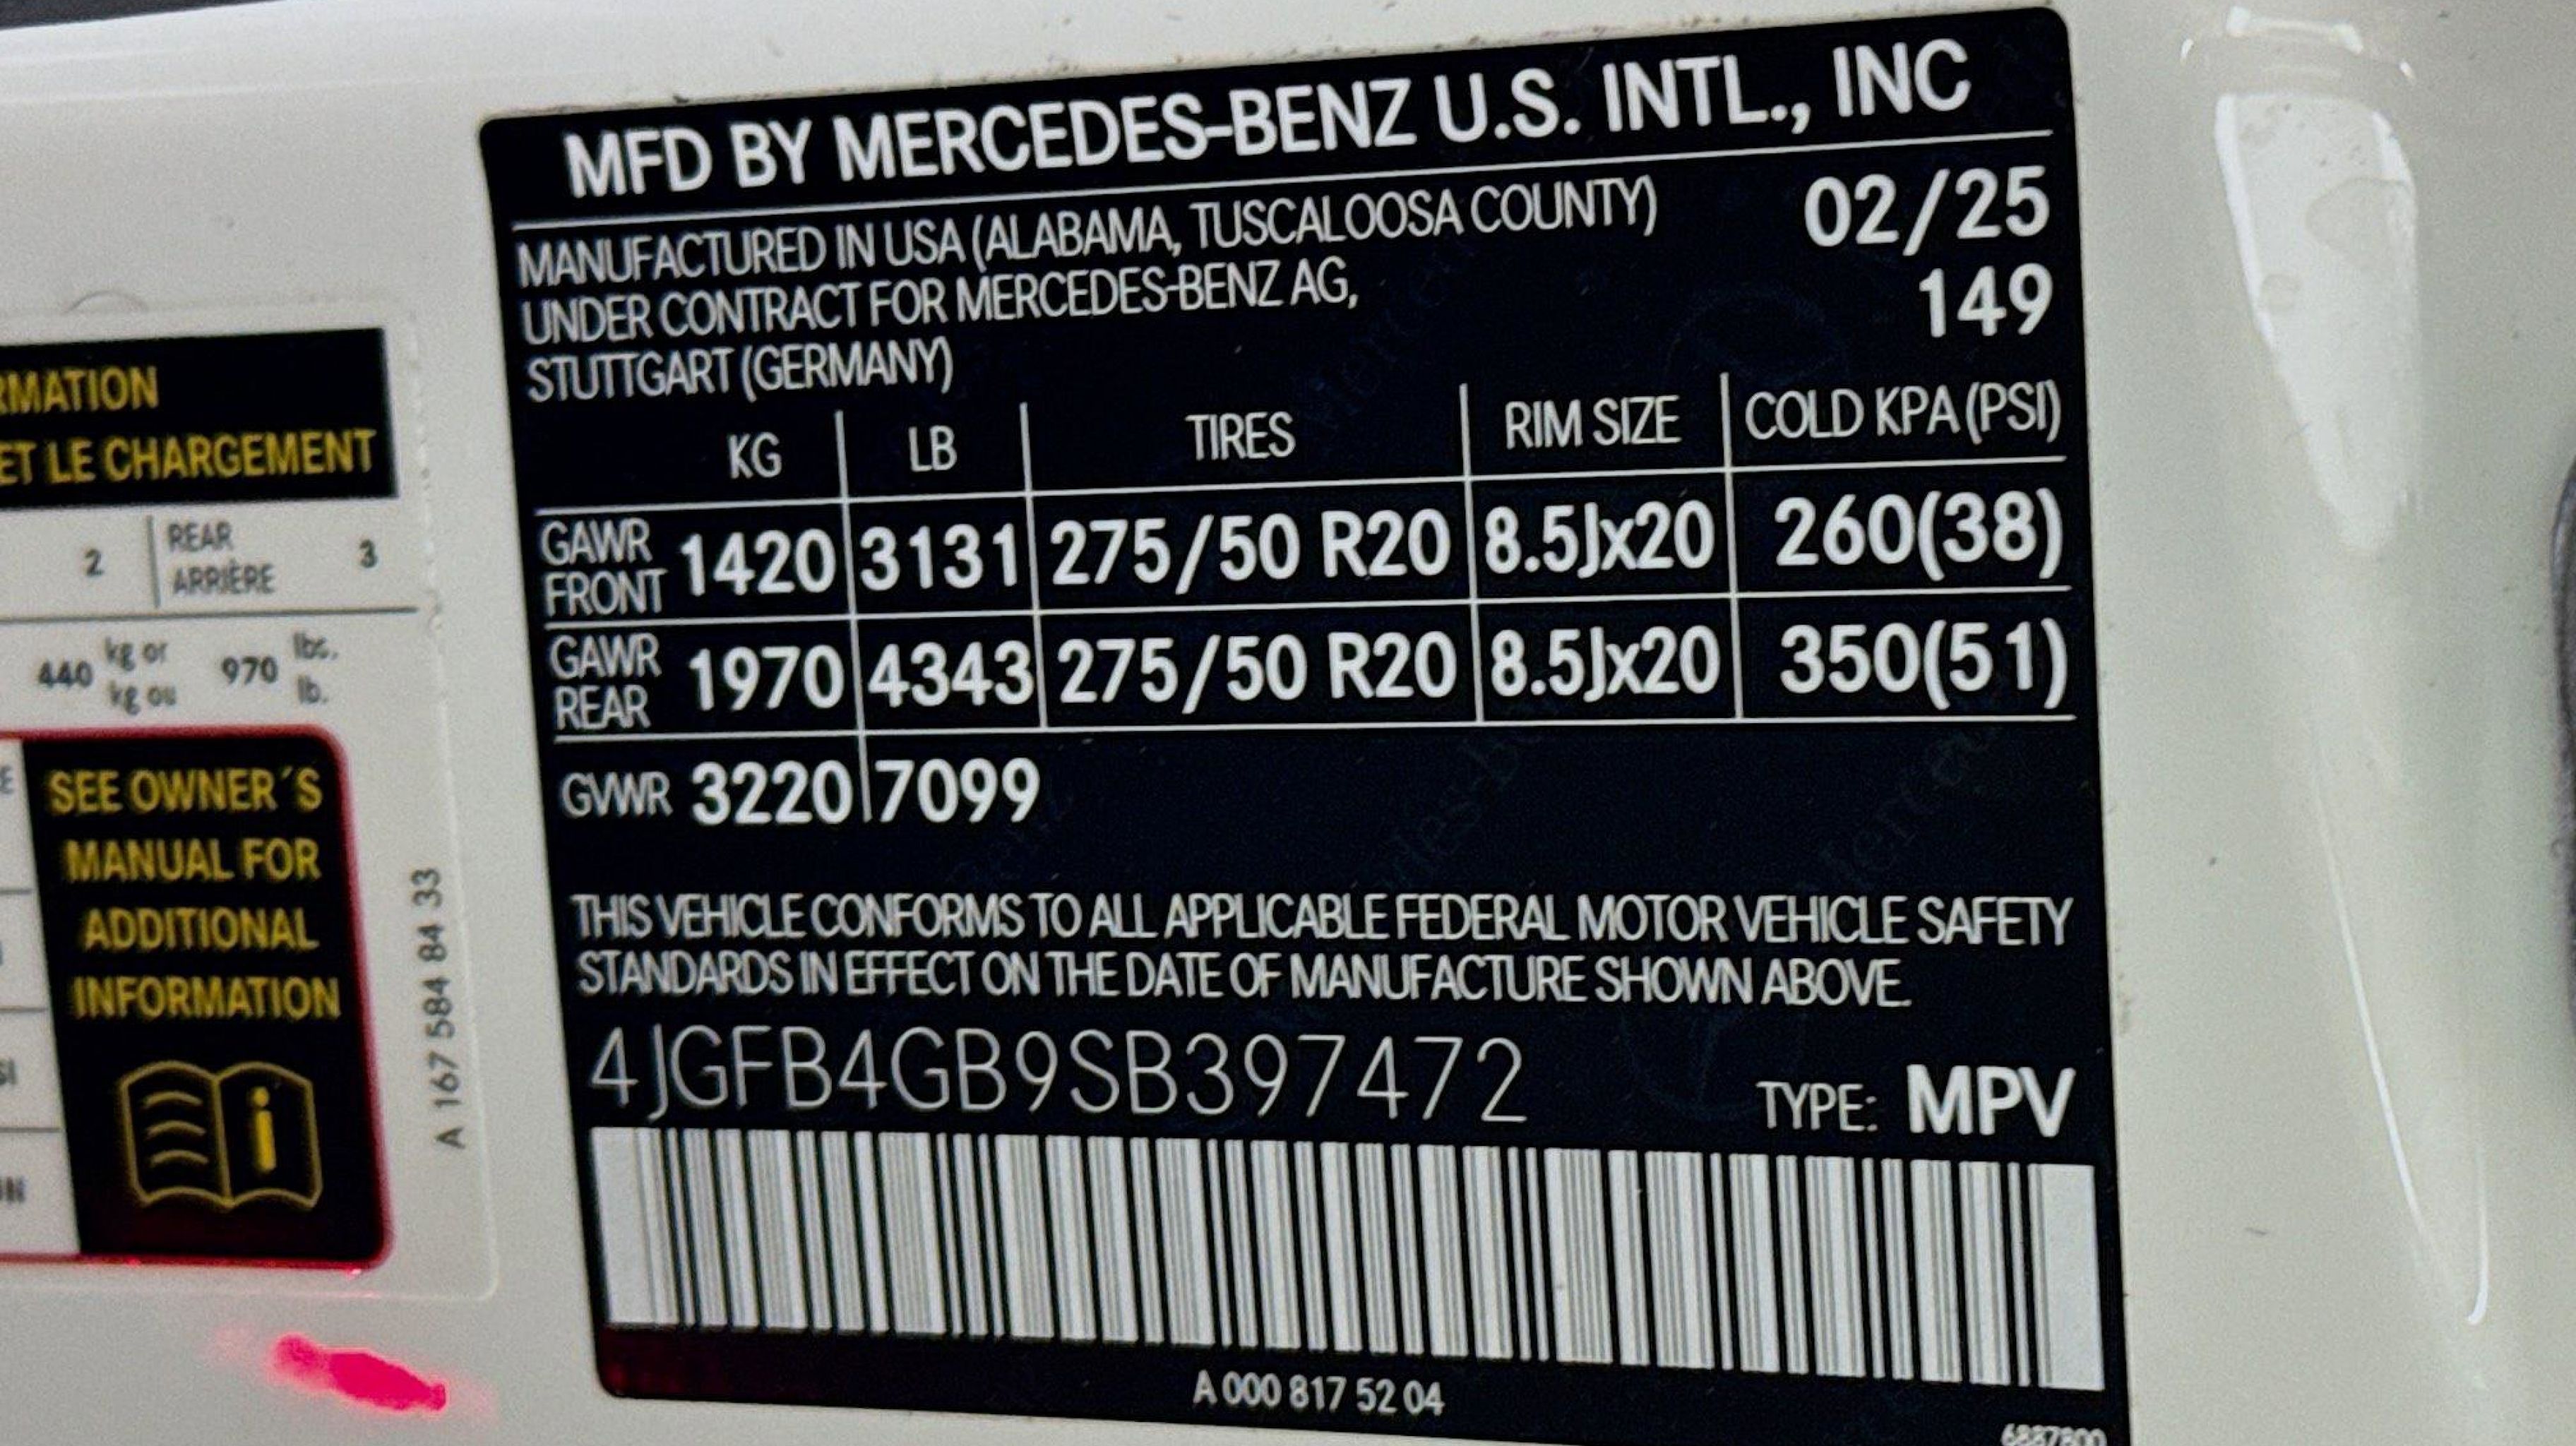 MFD BY MERCEDES-BENZ U.S. INTL., INC
MANUFACTURED IN USA (ALABAMA, TUSCALOOSA COUNTY) 02/25
UNDER CONTRACT FOR MERCEDES-BENZ AG, 149
STUTTGART (GERMANY)
KG LB TIRES RIM SIZE COLD KPA (PSI)
GAWR FRONT 1420 3131 275/50 R20 8.5Jx20 260(38)
GAWR REAR 1970 4343 275/50 R20 8.5Jx20 350(51)
GVWR 3220 7099
THIS VEHICLE CONFORMS TO ALL APPLICABLE FEDERAL MOTOR VEHICLE SAFETY
STANDARDS IN EFFECT ON THE DATE OF MANUFACTURE SHOWN ABOVE.
4JGFB4GB9SB397472 TYPE: MPV
A 000 817 52 04
RMATION
ET LE CHARGEMENT
2 REAR 3
ARRIÈRE
440 kg or 970 lbs.
kg ou lb.
SEE OWNER´S
MANUAL FOR
ADDITIONAL
INFORMATION
A 167 584 84 33